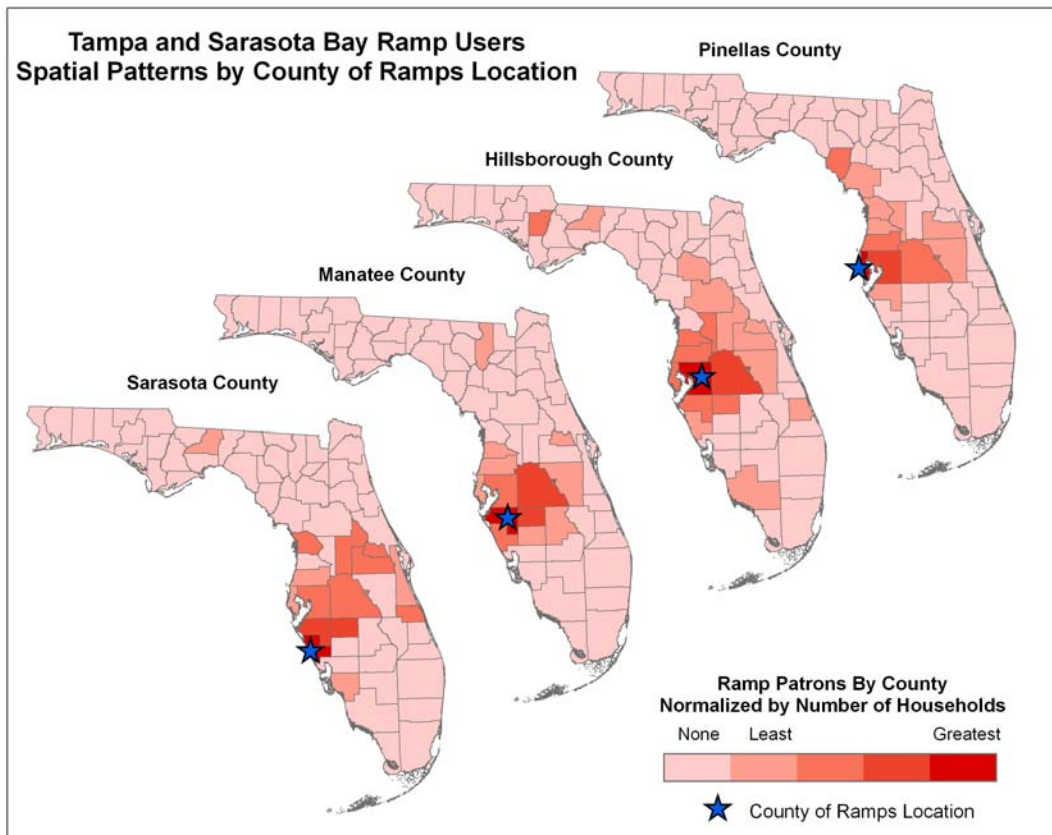 Tampa and Sarasota Bay Ramp Users
Spatial Patterns by County of Ramps Location
Pinellas County
Hillsborough County
Manatee County
Sarasota County
Ramp Patrons By County
Normalized by Number of Households
None Least Greatest
County of Ramps Location